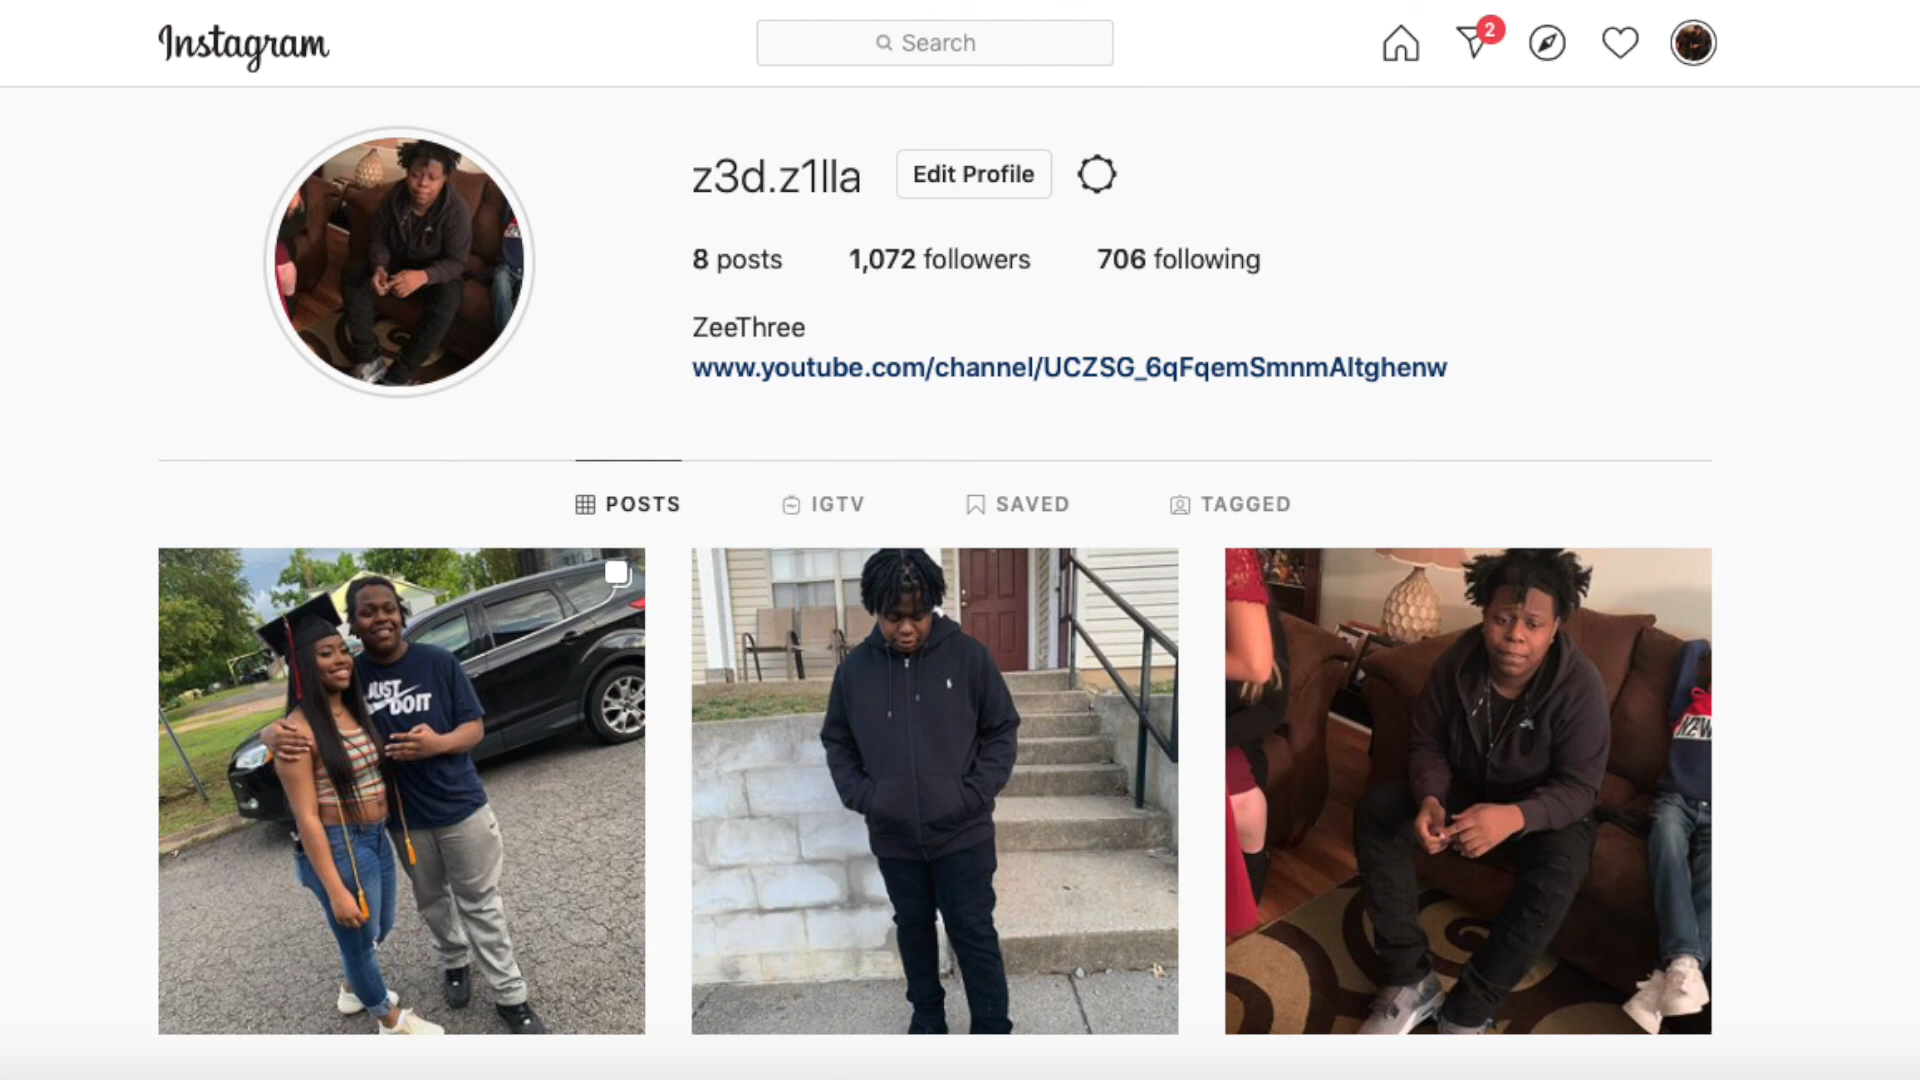 Instagram
Search
2
z3d.z1lla
Edit Profile
8 posts 1,072 followers 706 following
ZeeThree
www.youtube.com/channel/UCZSG_6qFqemSmnmAltghenw
POSTS IGTV SAVED TAGGED
JUST
DOIT